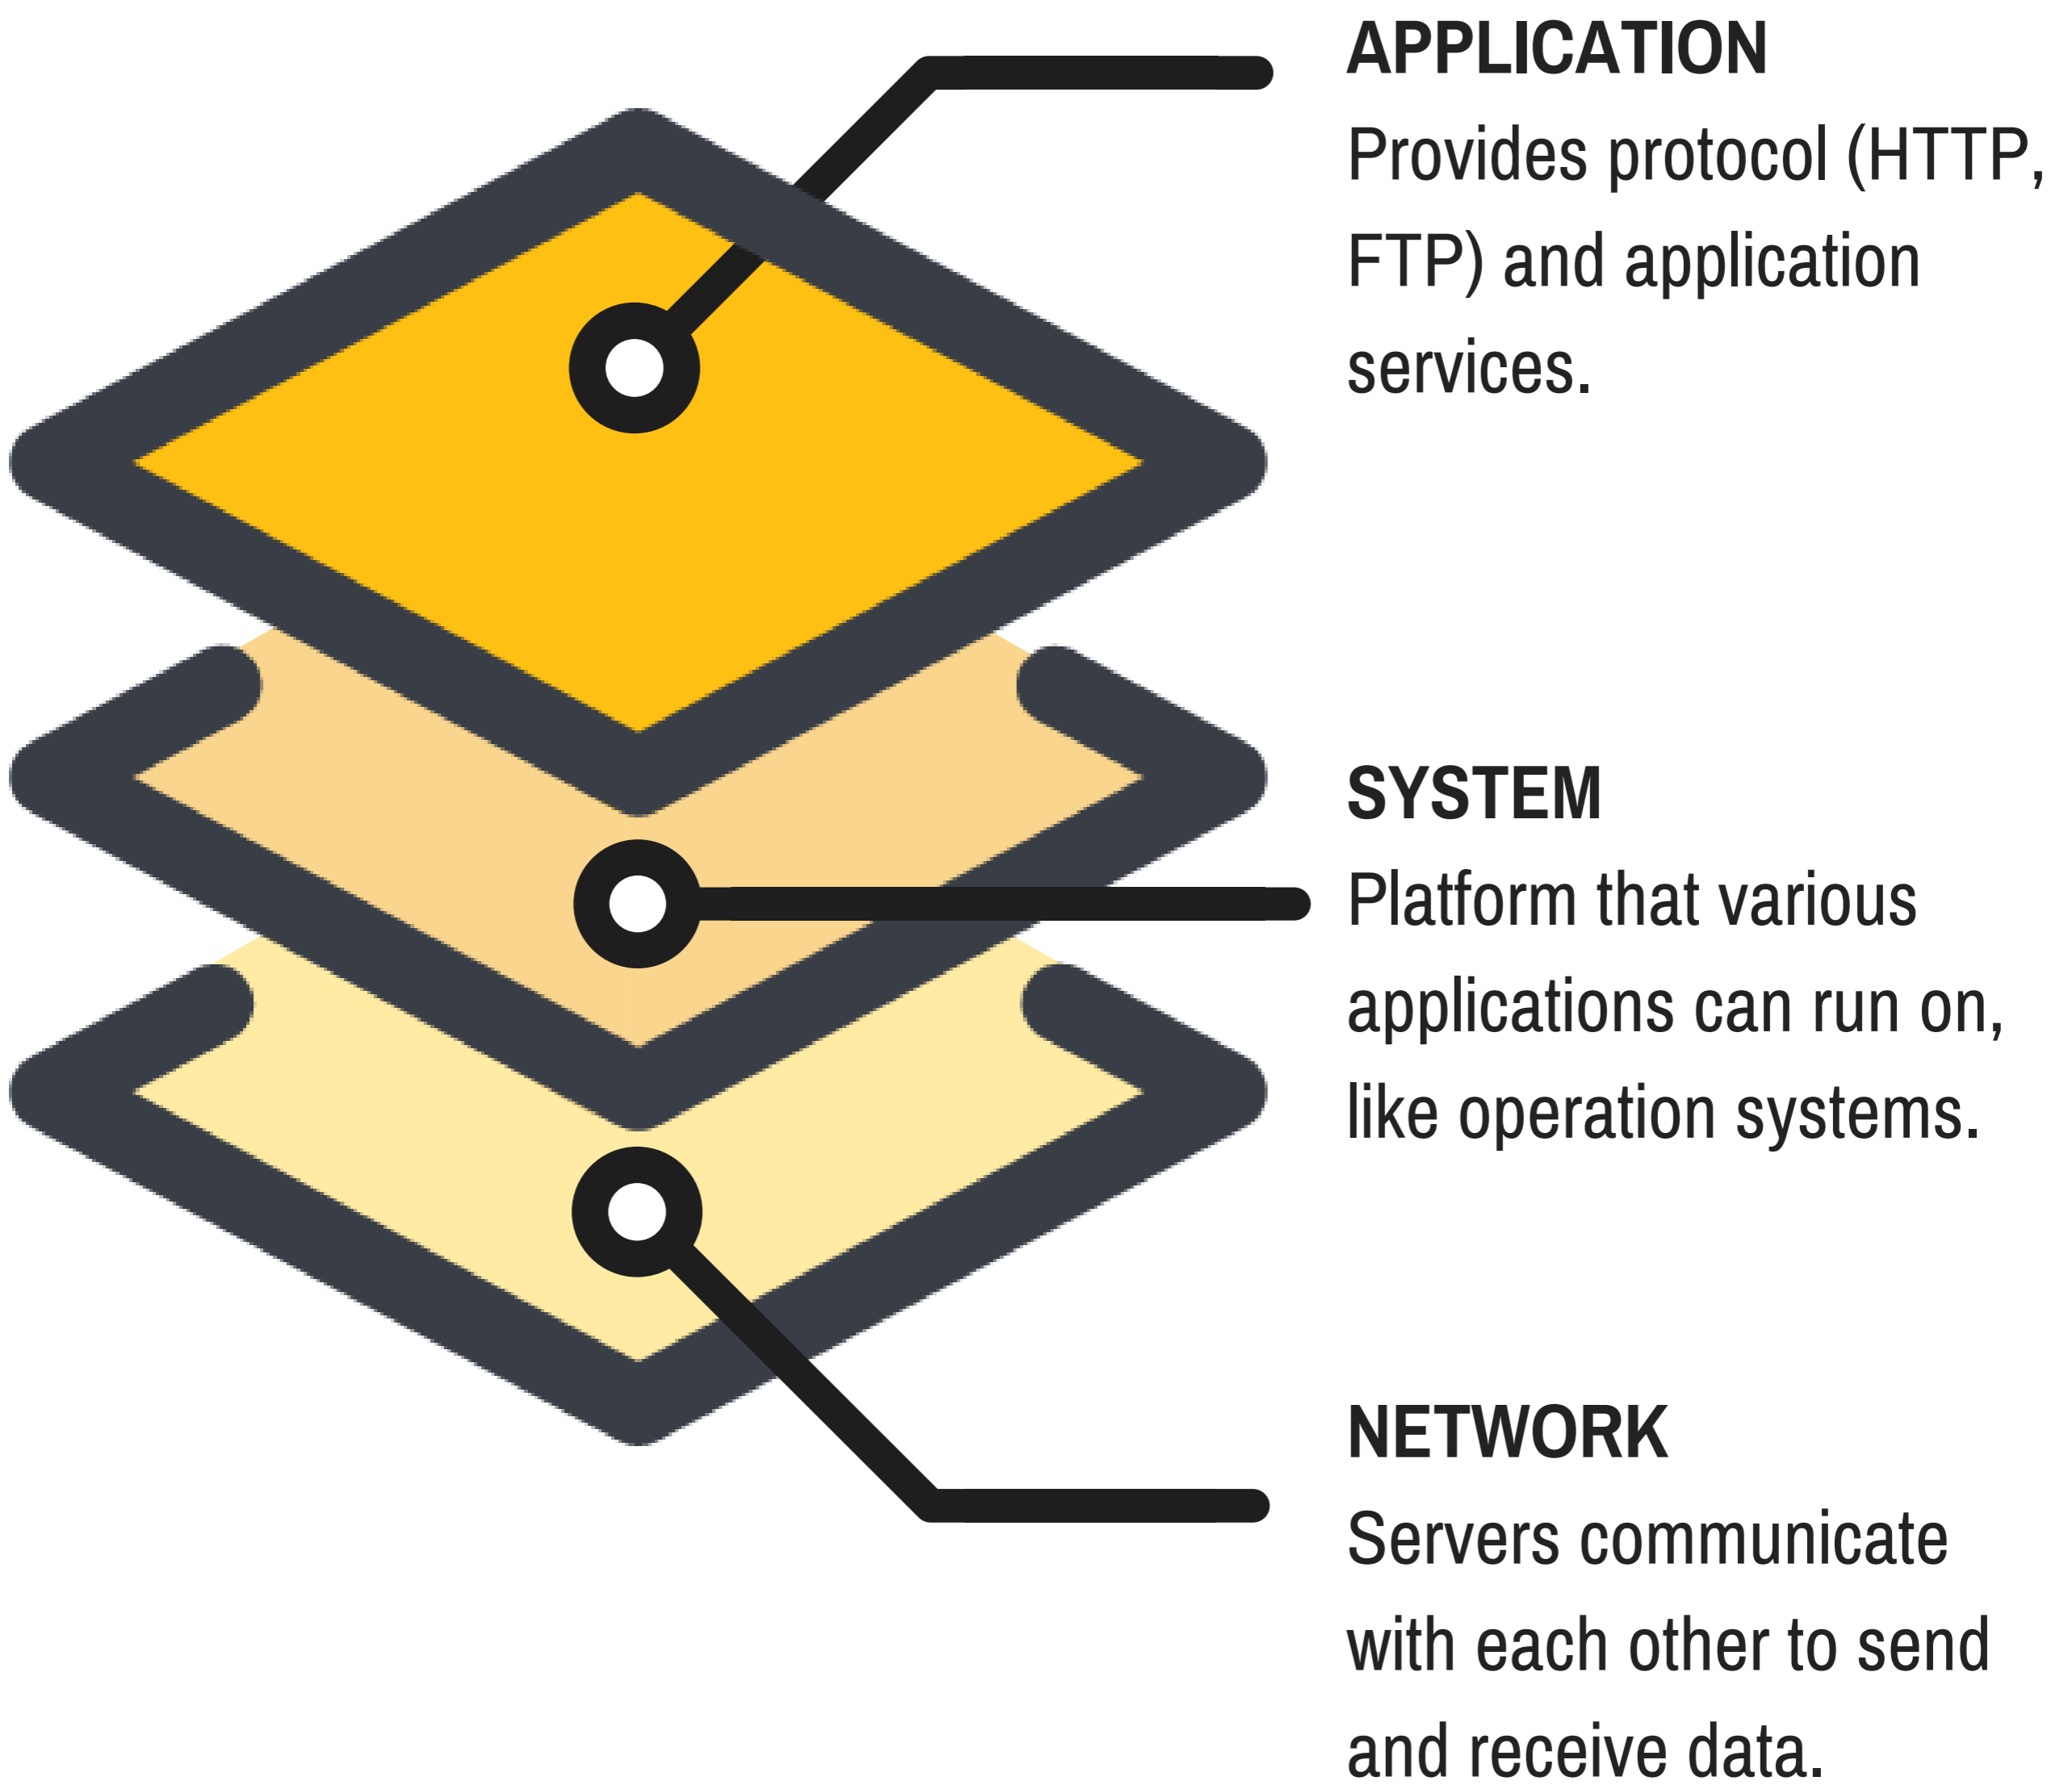 APPLICATION
Provides protocol (HTTP,
FTP) and application
services.
SYSTEM
Platform that various
applications can run on,
like operation systems.
NETWORK
Servers communicate
with each other to send
and receive data.